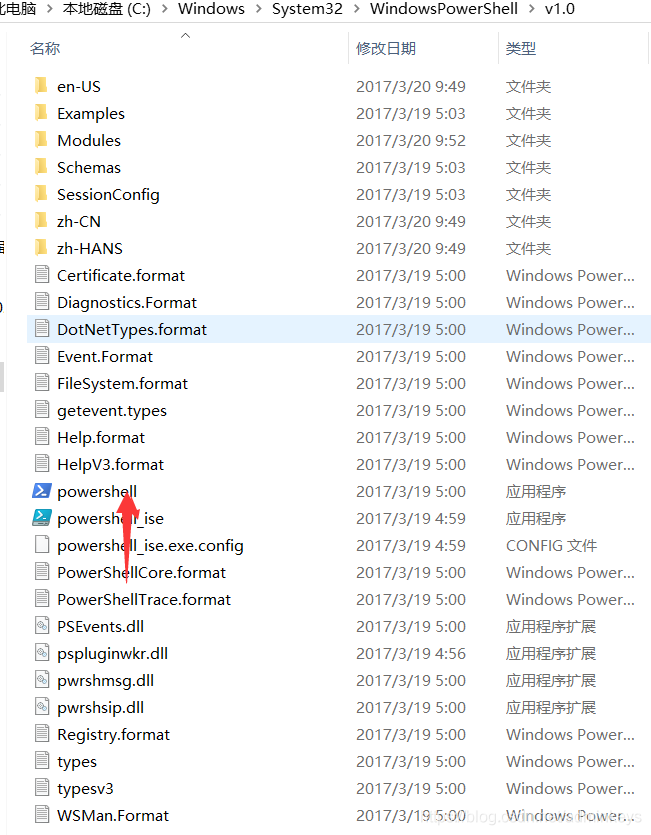 此电脑 > 本地磁盘 (C:) > Windows > System32 > WindowsPowerShell > v1.0
名称 修改日期 类型
en-US 2017/3/20 9:49 文件夹
Examples 2017/3/19 5:03 文件夹
Modules 2017/3/20 9:52 文件夹
Schemas 2017/3/19 5:03 文件夹
SessionConfig 2017/3/19 5:03 文件夹
zh-CN 2017/3/20 9:49 文件夹
zh-HANS 2017/3/20 9:49 文件夹
Certificate.format 2017/3/19 5:00 Windows Power...
Diagnostics.Format 2017/3/19 5:00 Windows Power...
DotNetTypes.format 2017/3/19 5:00 Windows Power...
Event.Format 2017/3/19 5:00 Windows Power...
FileSystem.format 2017/3/19 5:00 Windows Power...
getevent.types 2017/3/19 5:00 Windows Power...
Help.format 2017/3/19 5:00 Windows Power...
HelpV3.format 2017/3/19 5:00 Windows Power...
powershell 2017/3/19 5:00 应用程序
powershell_ise 2017/3/19 4:59 应用程序
powershell_ise.exe.config 2017/3/19 4:59 CONFIG 文件
PowerShellCore.format 2017/3/19 5:00 Windows Power...
PowerShellTrace.format 2017/3/19 5:00 Windows Power...
PSEvents.dll 2017/3/19 5:00 应用程序扩展
pspluginwkr.dll 2017/3/19 4:56 应用程序扩展
pwrshmsg.dll 2017/3/19 5:00 应用程序扩展
pwrshsip.dll 2017/3/19 5:00 应用程序扩展
Registry.format 2017/3/19 5:00 Windows Power...
types 2017/3/19 5:00 Windows Power...
typesv3 2017/3/19 5:00 Windows Power...
WSMan.Format 2017/3/19 5:00 Windows Power...